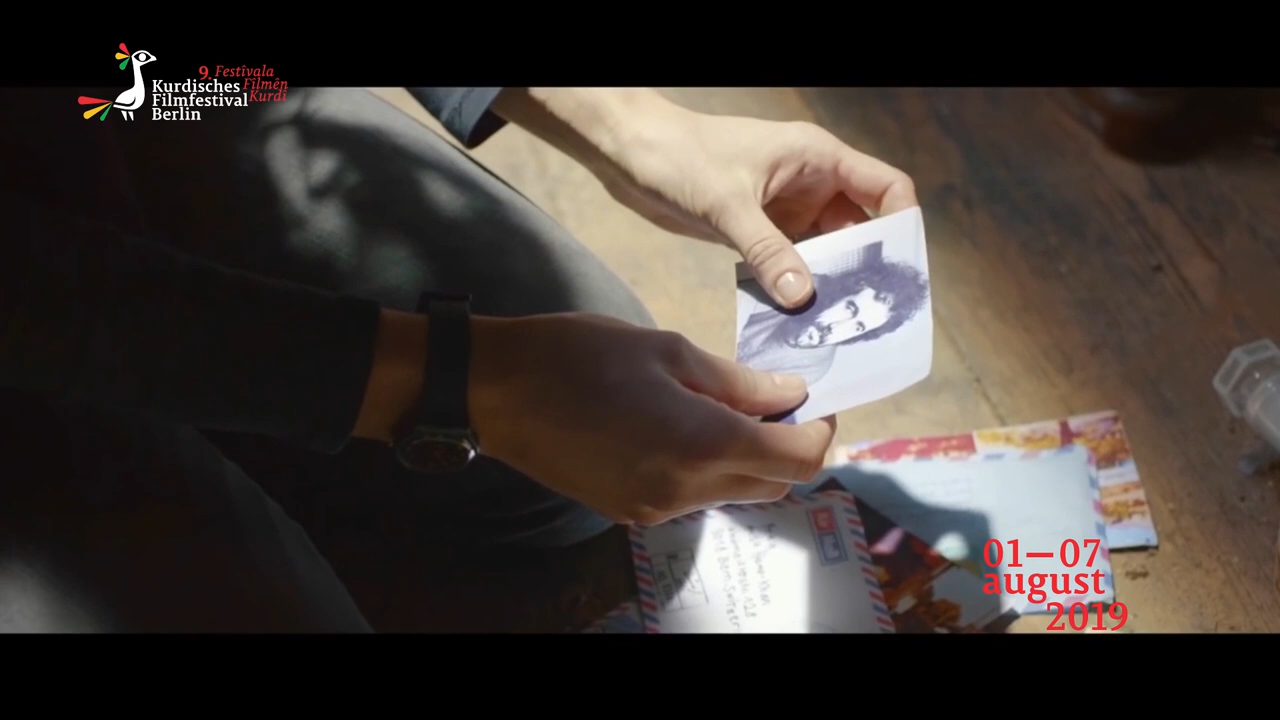 9. Festîvala
Filmên
Kurdî
Kurdisches
Filmfestival
Berlin
01—07
august
2019